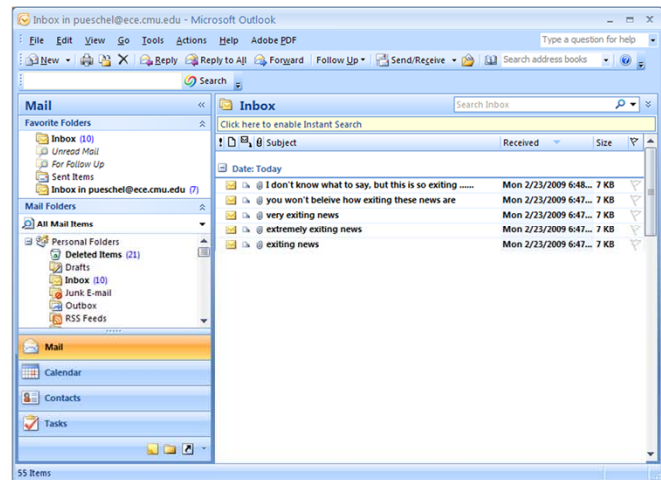 Inbox in pueschel@ece.cmu.edu - Microsoft Outlook
File Edit View Go Tools Actions Help Adobe PDF Type a question for help
New Reply Reply to All Forward Follow Up Send/Receive Search address books
Search
Mail
Favorite Folders
Inbox (10)
Unread Mail
For Follow Up
Sent Items
Inbox in pueschel@ece.cmu.edu (7)
Mail Folders
All Mail Items
Personal Folders
Deleted Items (21)
Drafts
Inbox (10)
Junk E-mail
Outbox
RSS Feeds
Mail
Calendar
Contacts
Tasks
Inbox Search Inbox
Click here to enable Instant Search
Subject Received Size
Date: Today
I don't know what to say, but this is so exiting ...... Mon 2/23/2009 6:48... 7 KB
you won't beleive how exiting these news are Mon 2/23/2009 6:47... 7 KB
very exiting news Mon 2/23/2009 6:47... 7 KB
extremely exiting news Mon 2/23/2009 6:47... 7 KB
exiting news Mon 2/23/2009 6:47... 7 KB
55 Items